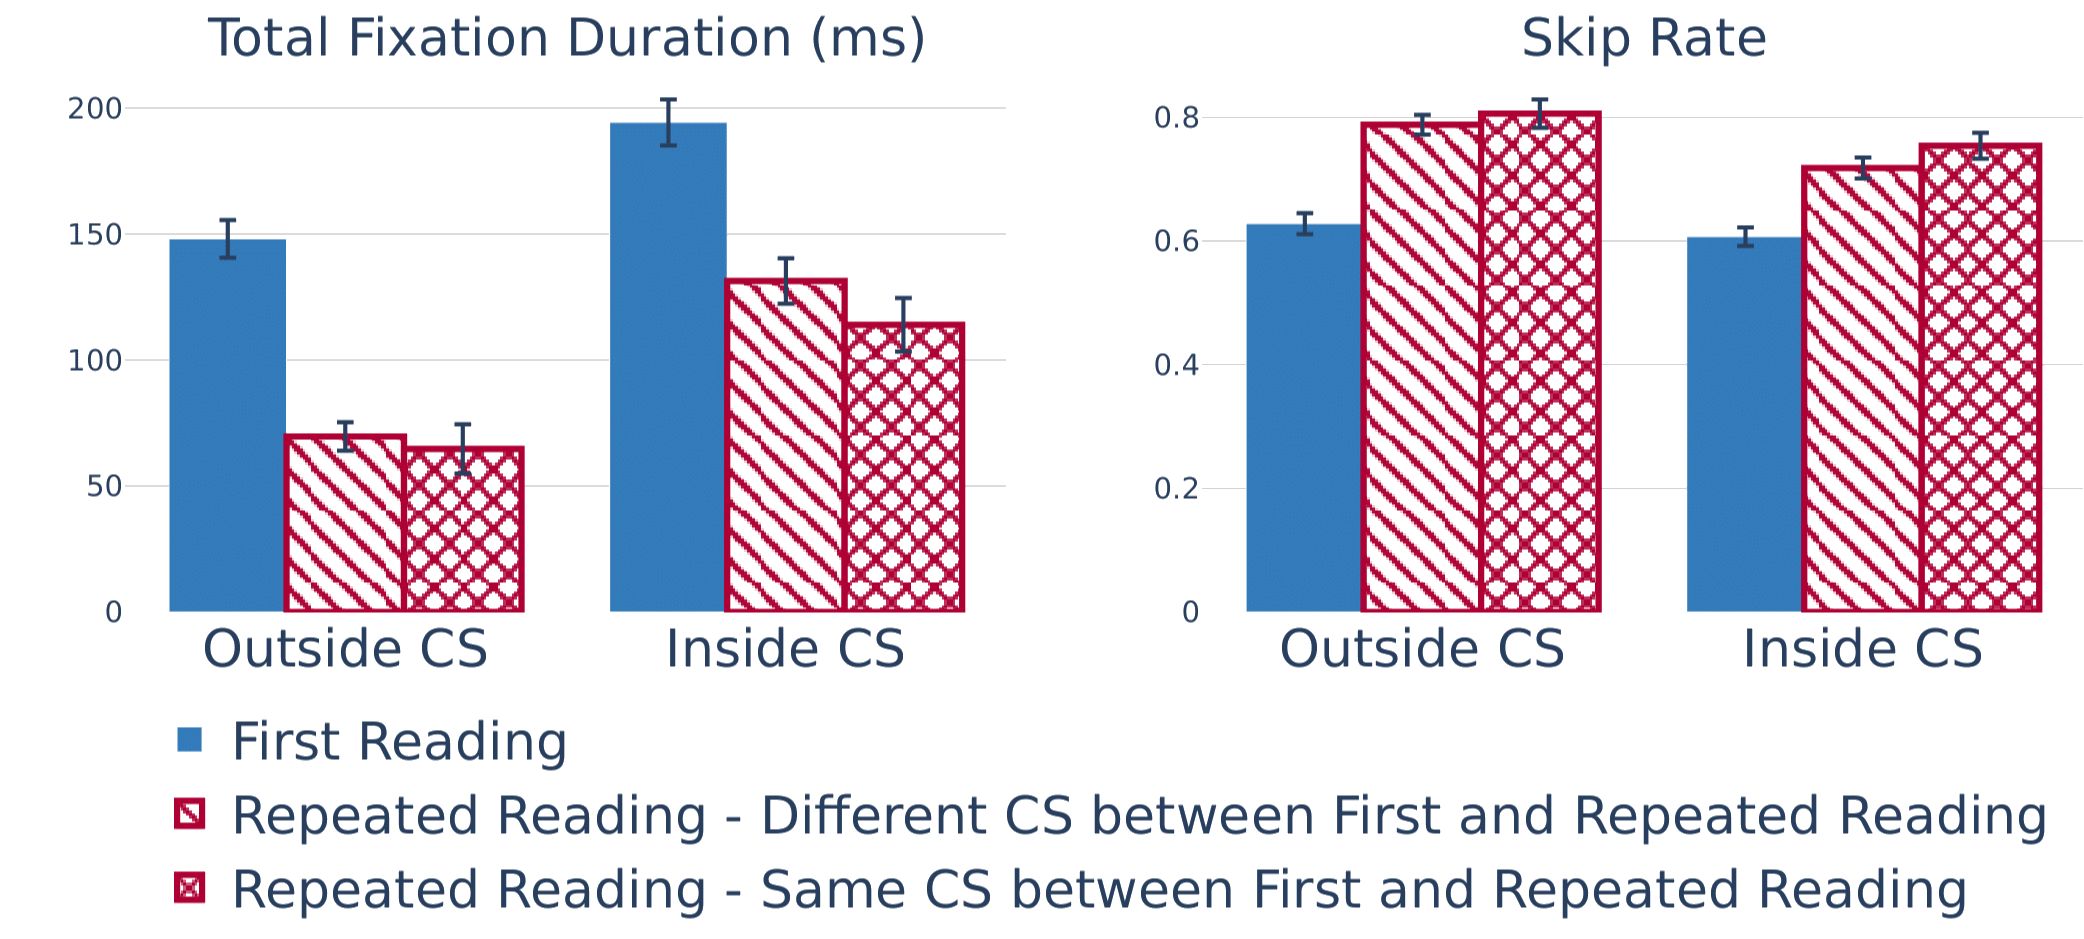 Total Fixation Duration (ms)
200
150
100
50
0
Outside CS
Inside CS
Skip Rate
0.8
0.6
0.4
0.2
0
Outside CS
Inside CS
First Reading
Repeated Reading - Different CS between First and Repeated Reading
Repeated Reading - Same CS between First and Repeated Reading